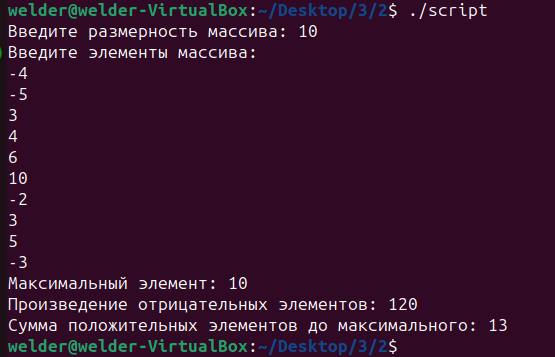 welder@welder-VirtualBox:~/Desktop/3/2$ ./script
Введите размерность массива: 10
Введите элементы массива:
-4
-5
3
4
6
10
-2
3
5
-3
Максимальный элемент: 10
Произведение отрицательных элементов: 120
Сумма положительных элементов до максимального: 13
welder@welder-VirtualBox:~/Desktop/3/2$